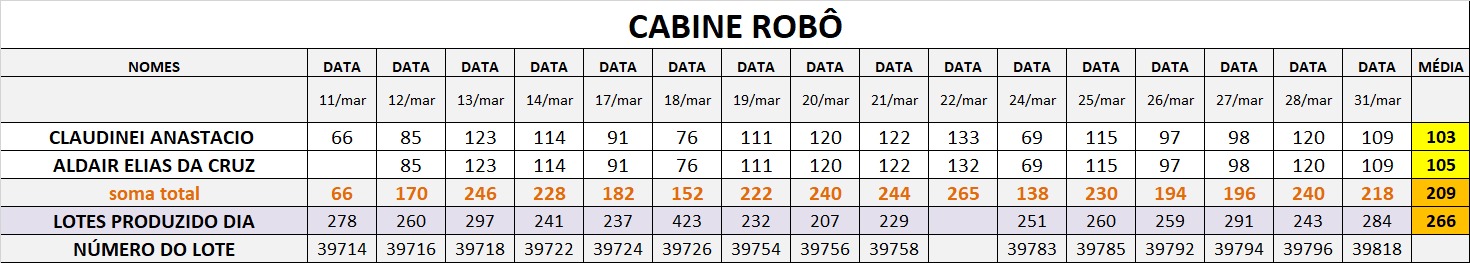 CABINE ROBÔ
NOMES DATA DATA DATA DATA DATA DATA DATA DATA DATA DATA DATA DATA DATA DATA DATA DATA MÉDIA
11/mar 12/mar 13/mar 14/mar 17/mar 18/mar 19/mar 20/mar 21/mar 22/mar 24/mar 25/mar 26/mar 27/mar 28/mar 31/mar
CLAUDINEI ANASTACIO 66 85 123 114 91 76 111 120 122 133 69 115 97 98 120 109 103
ALDAIR ELIAS DA CRUZ 85 123 114 91 76 111 120 122 132 69 115 97 98 120 109 105
soma total 66 170 246 228 182 152 222 240 244 265 138 230 194 196 240 218 209
LOTES PRODUZIDO DIA 278 260 297 241 237 423 232 207 229 251 260 259 291 243 284 266
NÚMERO DO LOTE 39714 39716 39718 39722 39724 39726 39754 39756 39758 39783 39785 39792 39794 39796 39818